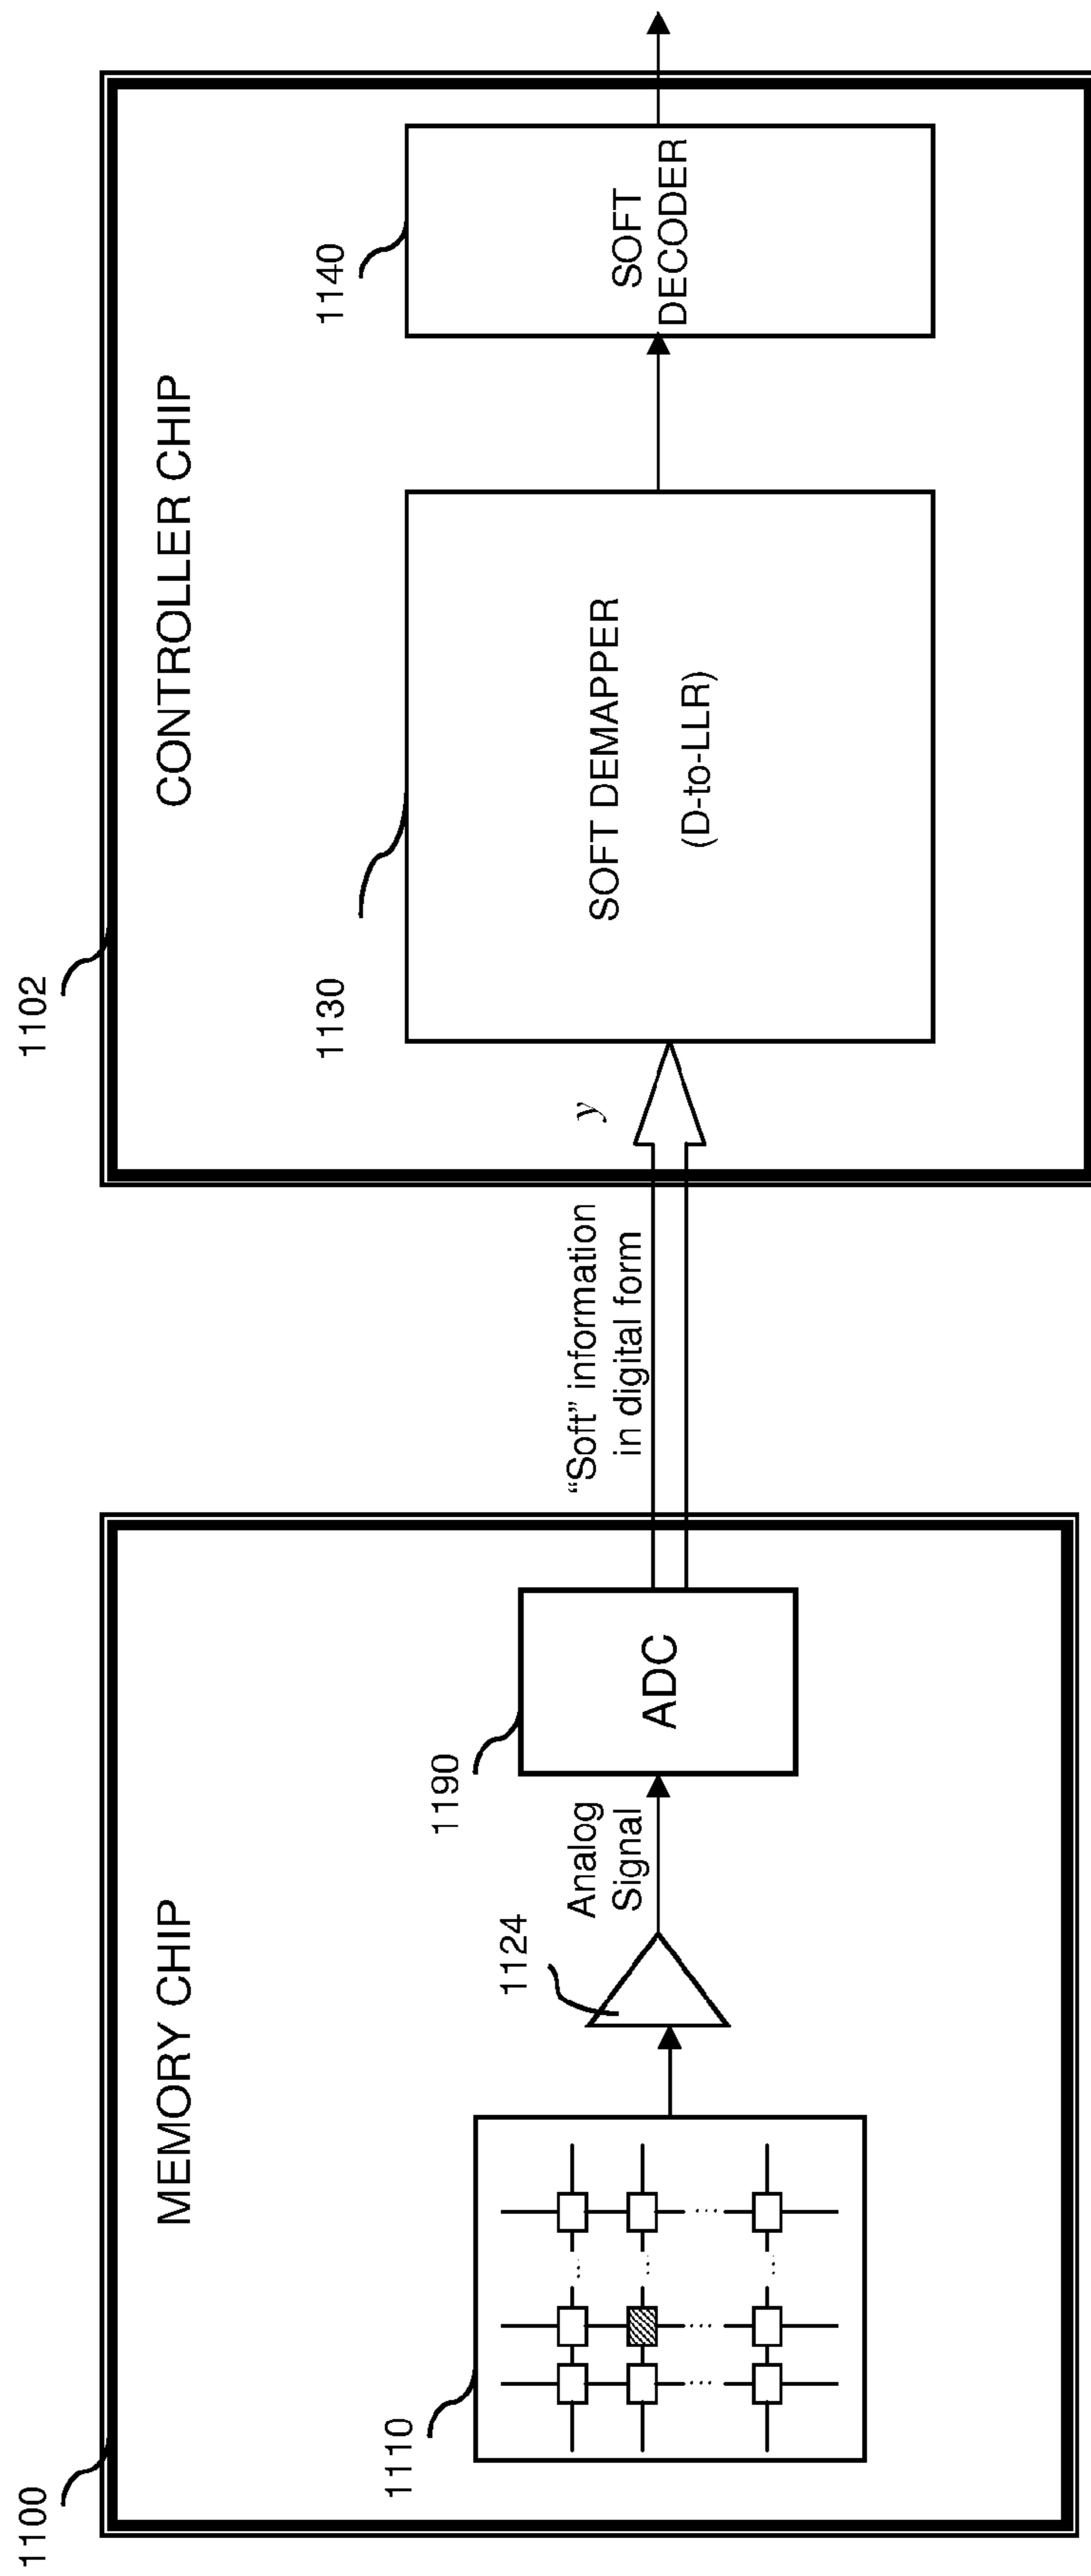 1100
MEMORY CHIP
1110
1124
Analog
Signal
1190
ADC
“Soft” information
in digital form
1102
CONTROLLER CHIP
y
1130
SOFT DEMAPPER
(D-to-LLR)
1140
SOFT
DECODER